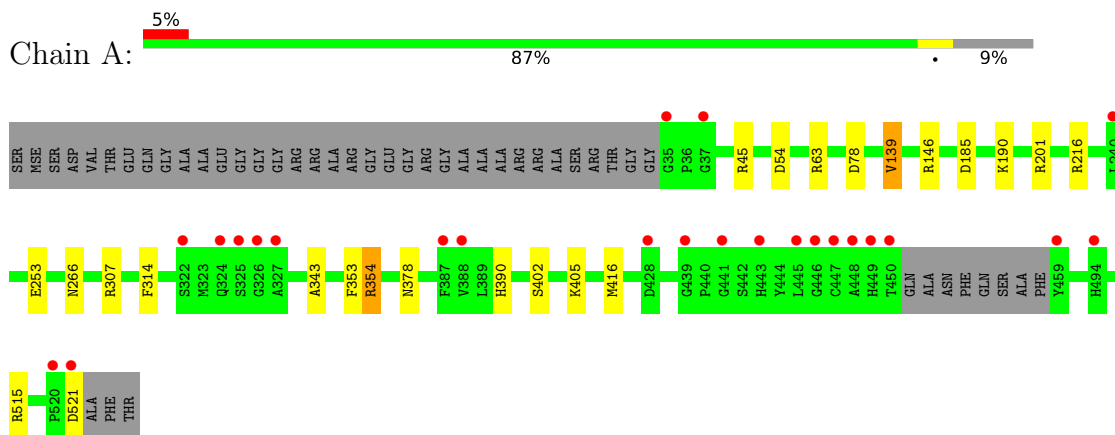 Chain A:
5%
87%
•
9%
SER MSE SER ASP VAL THR GLU GLN GLY ALA ALA GLU GLY GLY GLY ARG ARG ALA ARG GLY GLU GLY ARG GLY ALA ALA ALA ARG ARG ALA SER ARG THR GLY GLY G35 P36 G37 R45 D54 R63 D78 V139 R146 D185 K190 R201 R216 L240
E253 N266 R307 F314 S322 M323 Q324 S325 G326 A327 A343 F353 R354 N378 F387 V388 L389 H390 S402 K405 M416 D428 G439 P440 G441 S442 H443 Y444 L445 G446 C447 A448 H449 T450 GLN ALA ASN PHE GLN SER ALA PHE Y459 H494
R515 P520 D521 ALA PHE THR